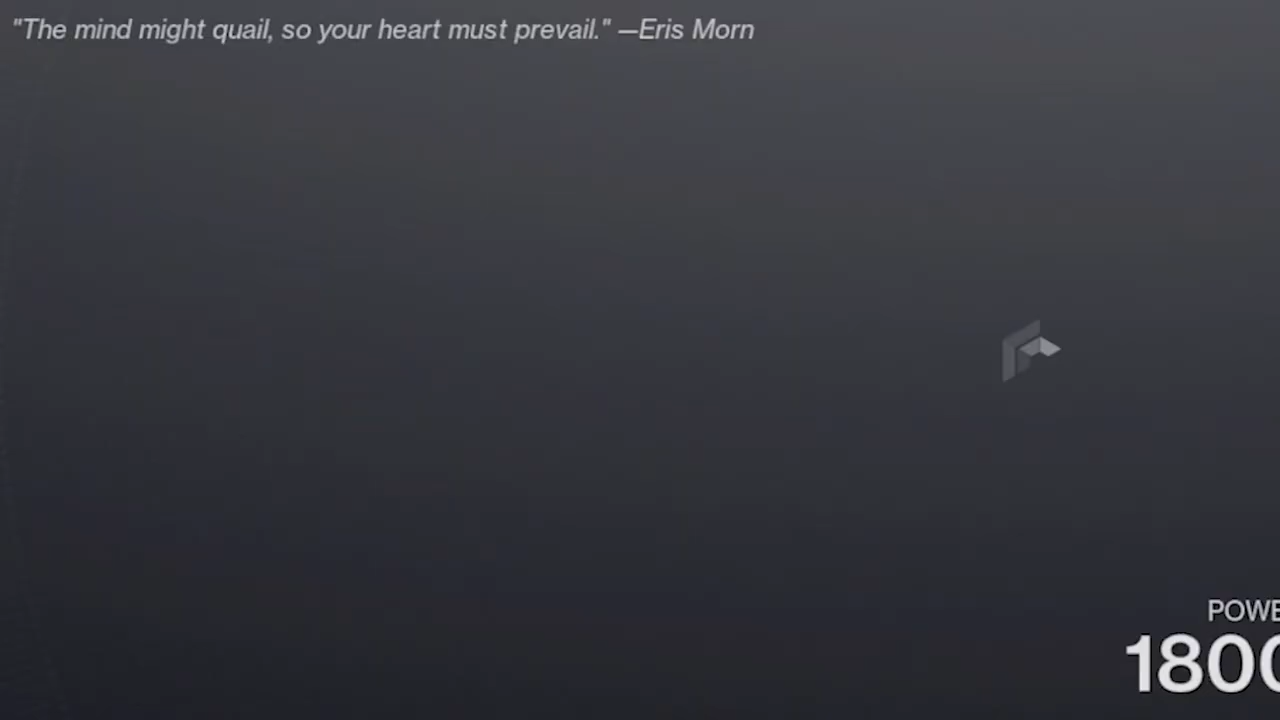 "The mind might quail, so your heart must prevail." —Eris Morn
POWE
1800